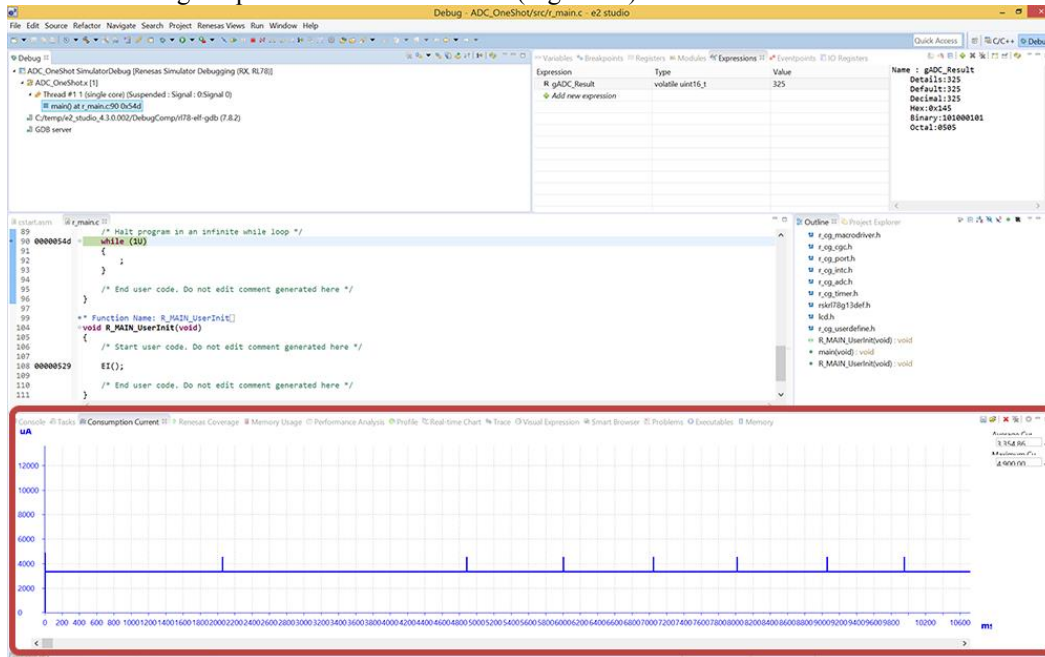 Debug - ADC_OneShot/src/r_main.c - e2 studio
File Edit Source Refactor Navigate Search Project Renesas Views Run Window Help
Quick Access
C/C++
Debu
Debug
ADC_OneShot SimulatorDebug [Renesas Simulator Debugging (RX, RL78)]
ADC_OneShot.x [1]
Thread #1 1 (single core) (Suspended : Signal : 0:Signal 0)
main() at r_main.c:90 0x54d
C:/temp/e2_studio_4.3.0.002/DebugComp/rl78-elf-gdb (7.8.2)
GDB server
Variables Breakpoints Registers Modules Expressions Eventpoints IO Registers
Expression Type Value
gADC_Result volatile uint16_t 325
Add new expression
Name : gADC_Result
Details:325
Default:325
Decimal:325
Hex:0x145
Binary:101000101
Octal:0505
cstart.asm r_main.c
89 /* Halt program in an infinite while loop */
90 0000054d while (1U)
91 {
92 ;
93 }
94
95 /* End user code. Do not edit comment generated here */
96 }
97
99 * Function Name: R_MAIN_UserInit
104 void R_MAIN_UserInit(void)
105 {
106 /* Start user code. Do not edit comment generated here */
107
108 00000529 EI();
109
110 /* End user code. Do not edit comment generated here */
111 }
Outline Project Explorer
r_cg_macrodriver.h
r_cg_cgc.h
r_cg_port.h
r_cg_intc.h
r_cg_adc.h
r_cg_timer.h
rskrl78g13def.h
lcd.h
r_cg_userdefine.h
R_MAIN_UserInit(void) : void
main(void) : void
R_MAIN_UserInit(void) : void
Console Tasks Consumption Current Renesas Coverage Memory Usage Performance Analysis Profile Real-time Chart Trace Visual Expression Smart Browser Problems Executables Memory
uA
3,354.86
4,900.00
12000
10000
8000
6000
4000
2000
0
0 200 400 600 800 1000 1200 1400 1600 1800 2000 2200 2400 2600 2800 3000 3200 3400 3600 3800 4000 4200 4400 4600 4800 5000 5200 5400 5600 5800 6000 6200 6400 6600 6800 7000 7200 7400 7600 7800 8000 8200 8400 8600 8800 9000 9200 9400 9600 9800 10200 10600 ms